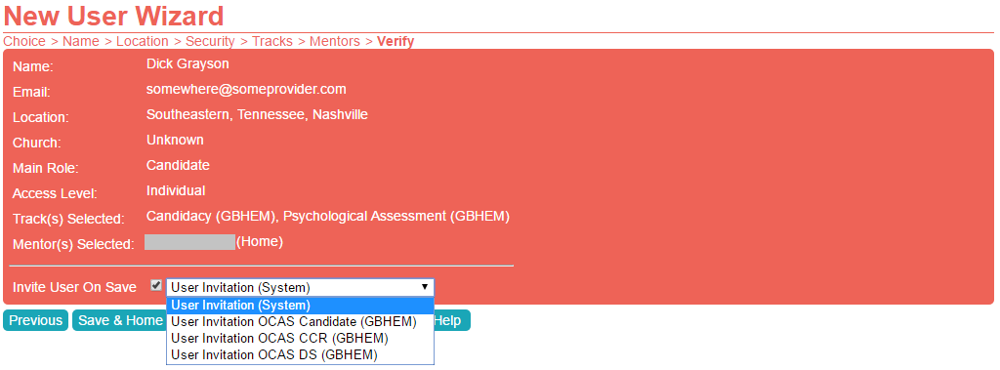 New User Wizard
Choice > Name > Location > Security > Tracks > Mentors > Verify
Name: Dick Grayson
Email: somewhere@someprovider.com
Location: Southeastern, Tennessee, Nashville
Church: Unknown
Main Role: Candidate
Access Level: Individual
Track(s) Selected: Candidacy (GBHEM), Psychological Assessment (GBHEM)
Mentor(s) Selected: (Home)
Invite User On Save User Invitation (System)
User Invitation (System)
User Invitation OCAS Candidate (GBHEM)
User Invitation OCAS CCR (GBHEM)
User Invitation OCAS DS (GBHEM)
Previous Save & Home Help